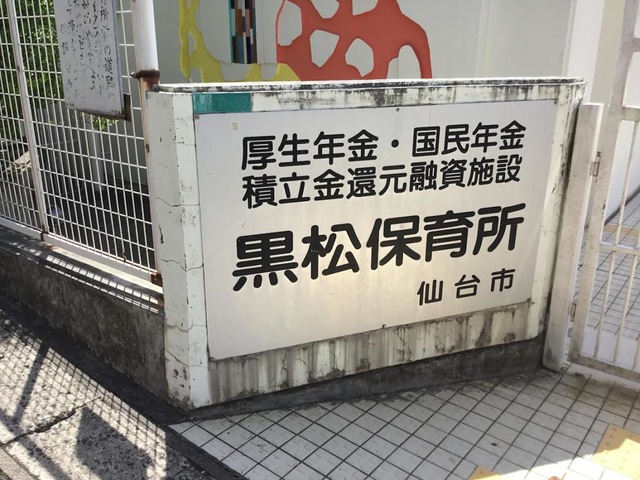 厚生年金・国民年金
積立金還元融資施設
黒松保育所
仙台市